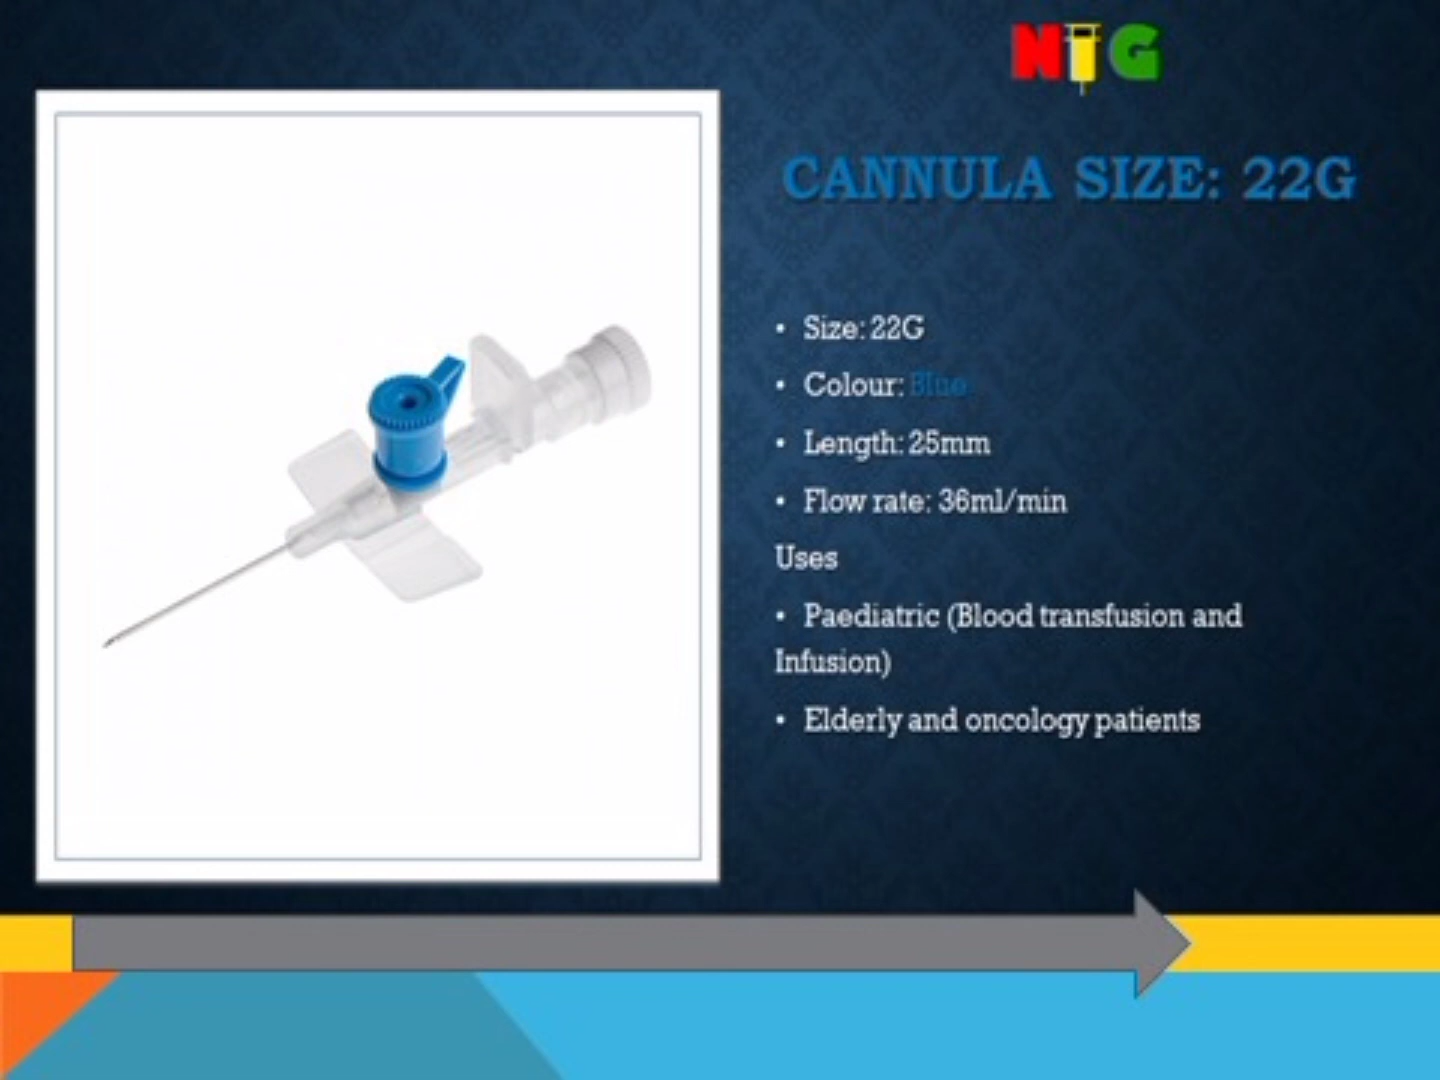 NIG
CANNULA SIZE: 22G
• Size: 22G
• Colour: Blue
• Length: 25mm
• Flow rate: 36ml/min
Uses
• Paediatric (Blood transfusion and
Infusion)
• Elderly and oncology patients